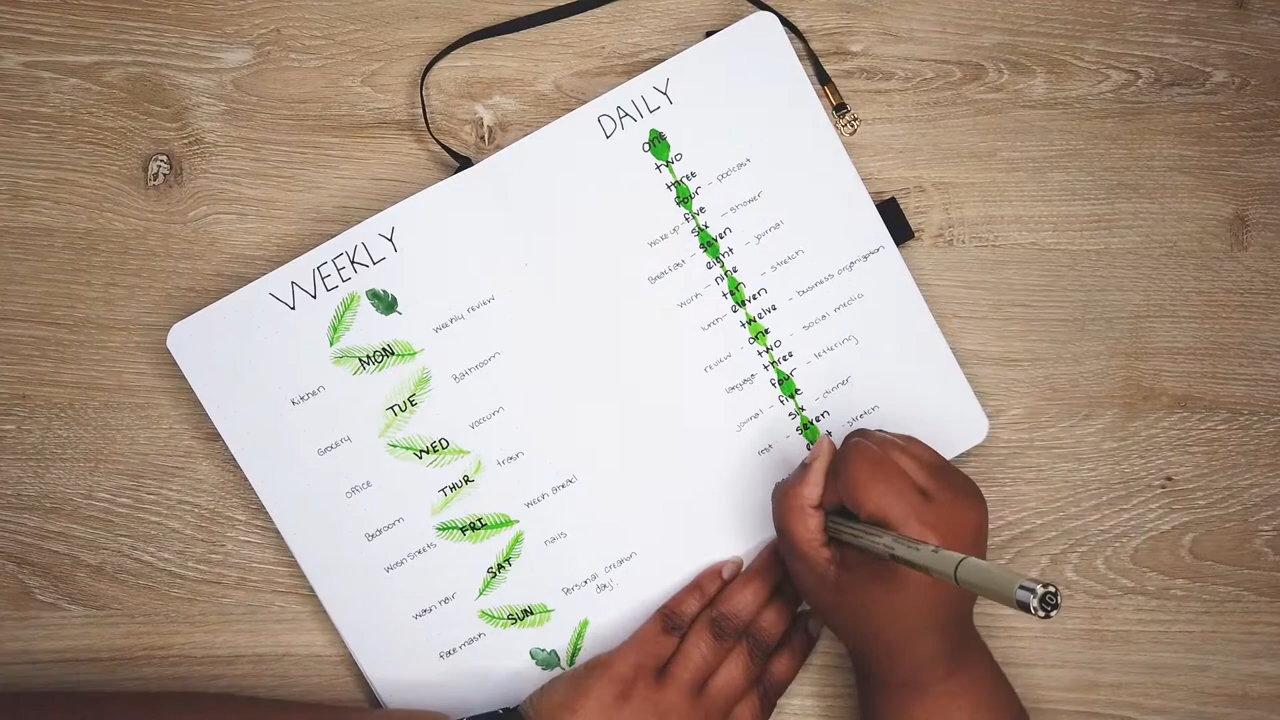 WEEKLY
Weekly review
MON
Kitchen
Bathroom
TUE
Grocery
vaccum
WED
office
trash
THUR
Bedroom
week ahead
FRI
Wash sheets
nails
SAT
Wash hair
Personal creation
day!
SUN
face mask
DAILY
one
two
three
four - podcast
wake up - five
six - shower
Breakfast - seven
eight - journal
work - nine
ten - stretch
lunch - eleven
twelve - business organization
review - one
two - social media
language - three
four - lettering
journal - five
six - dinner
rest - seven
stretch
01